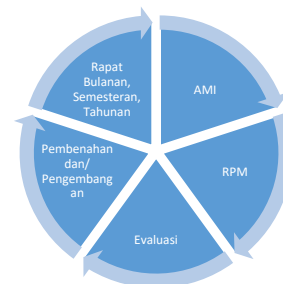 Rapat
Bulanan,
Semesteran,
Tahunan
AMI
Pembenahan
dan/
Pengembang
an
RPM
Evaluasi